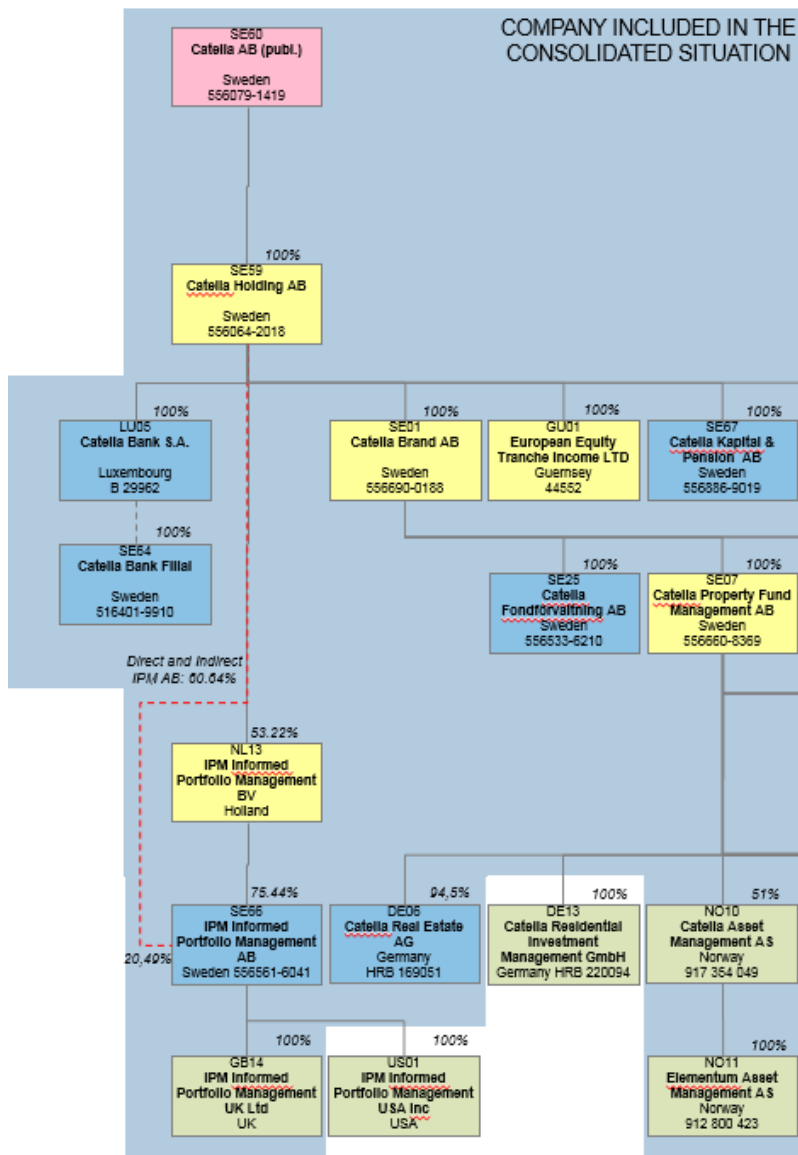 COMPANY INCLUDED IN THE
CONSOLIDATED SITUATION
SE60
Catella AB (publ.)
Sweden
556079-1419
100%
SE59
Catella Holding AB
Sweden
556064-2018
100%
LU05
Catella Bank S.A.
Luxembourg
B 29962
100%
SE01
Catella Brand AB
Sweden
556690-0188
100%
GU01
European Equity
Tranche Income LTD
Guernsey
44552
100%
SE67
Catella Kapital &
Pension AB
Sweden
556886-9019
100%
SE64
Catella Bank Filial
Sweden
516401-9910
100%
SE25
Catella
Fondförvaltning AB
Sweden
556533-6210
100%
SE07
Catella Property Fund
Management AB
Sweden
556660-8369
Direct and Indirect
IPM AB: 60.64%
53.22%
NL13
IPM Informed
Portfolio Management
BV
Holland
75.44%
SE66
IPM Informed
Portfolio Management
AB
Sweden 556561-6041
20,49%
94,5%
DE06
Catella Real Estate
AG
Germany
HRB 169051
100%
DE13
Catella Residential
Investment
Management GmbH
Germany HRB 220094
51%
NO10
Catella Asset
Management AS
Norway
917 354 049
100%
GB14
IPM Informed
Portfolio Management
UK Ltd
UK
100%
US01
IPM Informed
Portfolio Management
USA Inc
USA
100%
NO11
Elementum Asset
Management AS
Norway
912 800 423